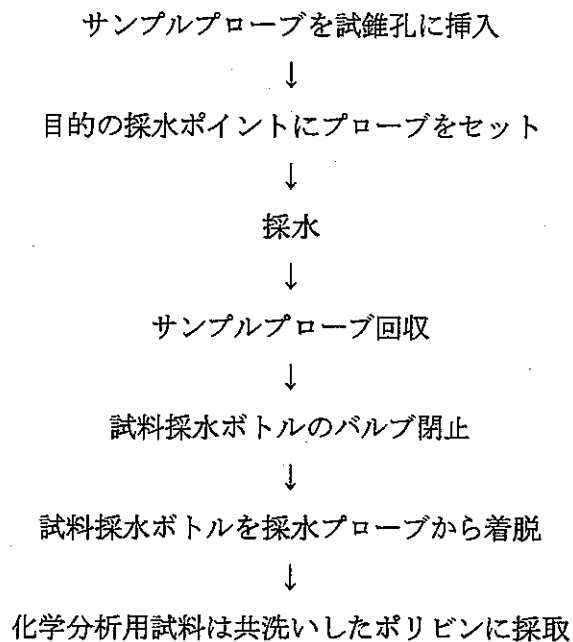 サンプルプローブを試錐孔に挿入
↓
目的の採水ポイントにプローブをセット
↓
採水
↓
サンプルプローブ回収
↓
試料採水ボトルのバルブ閉止
↓
試料採水ボトルを採水プローブから着脱
↓
化学分析用試料は共洗いしたポリビンに採取